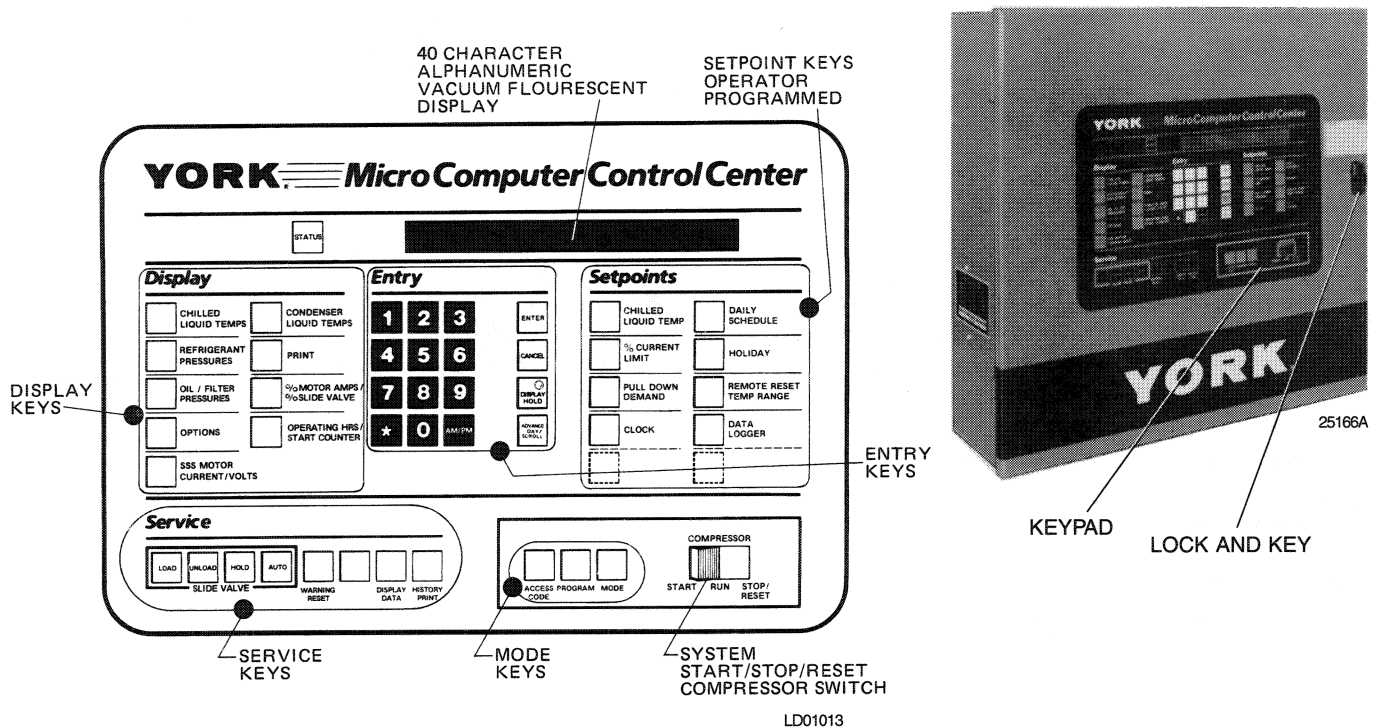 40 CHARACTER
ALPHANUMERIC
VACUUM FLOURESCENT
DISPLAY
SETPOINT KEYS
OPERATOR
PROGRAMMED
YORK Micro Computer Control Center
STATUS
Display
CHILLED
LIQUID TEMPS
CONDENSER
LIQUID TEMPS
REFRIGERANT
PRESSURES
PRINT
OIL / FILTER
PRESSURES
%MOTOR AMPS/
%SLIDE VALVE
OPTIONS
OPERATING HRS/
START COUNTER
SSS MOTOR
CURRENT/VOLTS
DISPLAY
KEYS
Entry
1 2 3
ENTER
4 5 6
CANCEL
7 8 9
DISPLAY
HOLD
* 0 AM/PM
ADVANCE
DAY/
SCROLL
ENTRY
KEYS
Setpoints
CHILLED
LIQUID TEMP
DAILY
SCHEDULE
% CURRENT
LIMIT
HOLIDAY
PULL DOWN
DEMAND
REMOTE RESET
TEMP RANGE
CLOCK
DATA
LOGGER
Service
LOAD UNLOAD HOLD AUTO
SLIDE VALVE
WARNING
RESET
DISPLAY
DATA
HISTORY
PRINT
SERVICE
KEYS
ACCESS
CODE
PROGRAM
MODE
MODE
KEYS
COMPRESSOR
START RUN STOP/
RESET
SYSTEM
START/STOP/RESET
COMPRESSOR SWITCH
LD01013
YORK MicroComputerControlCenter
Display
Entry
Setpoints
Service
YORK
25166A
KEYPAD
LOCK AND KEY